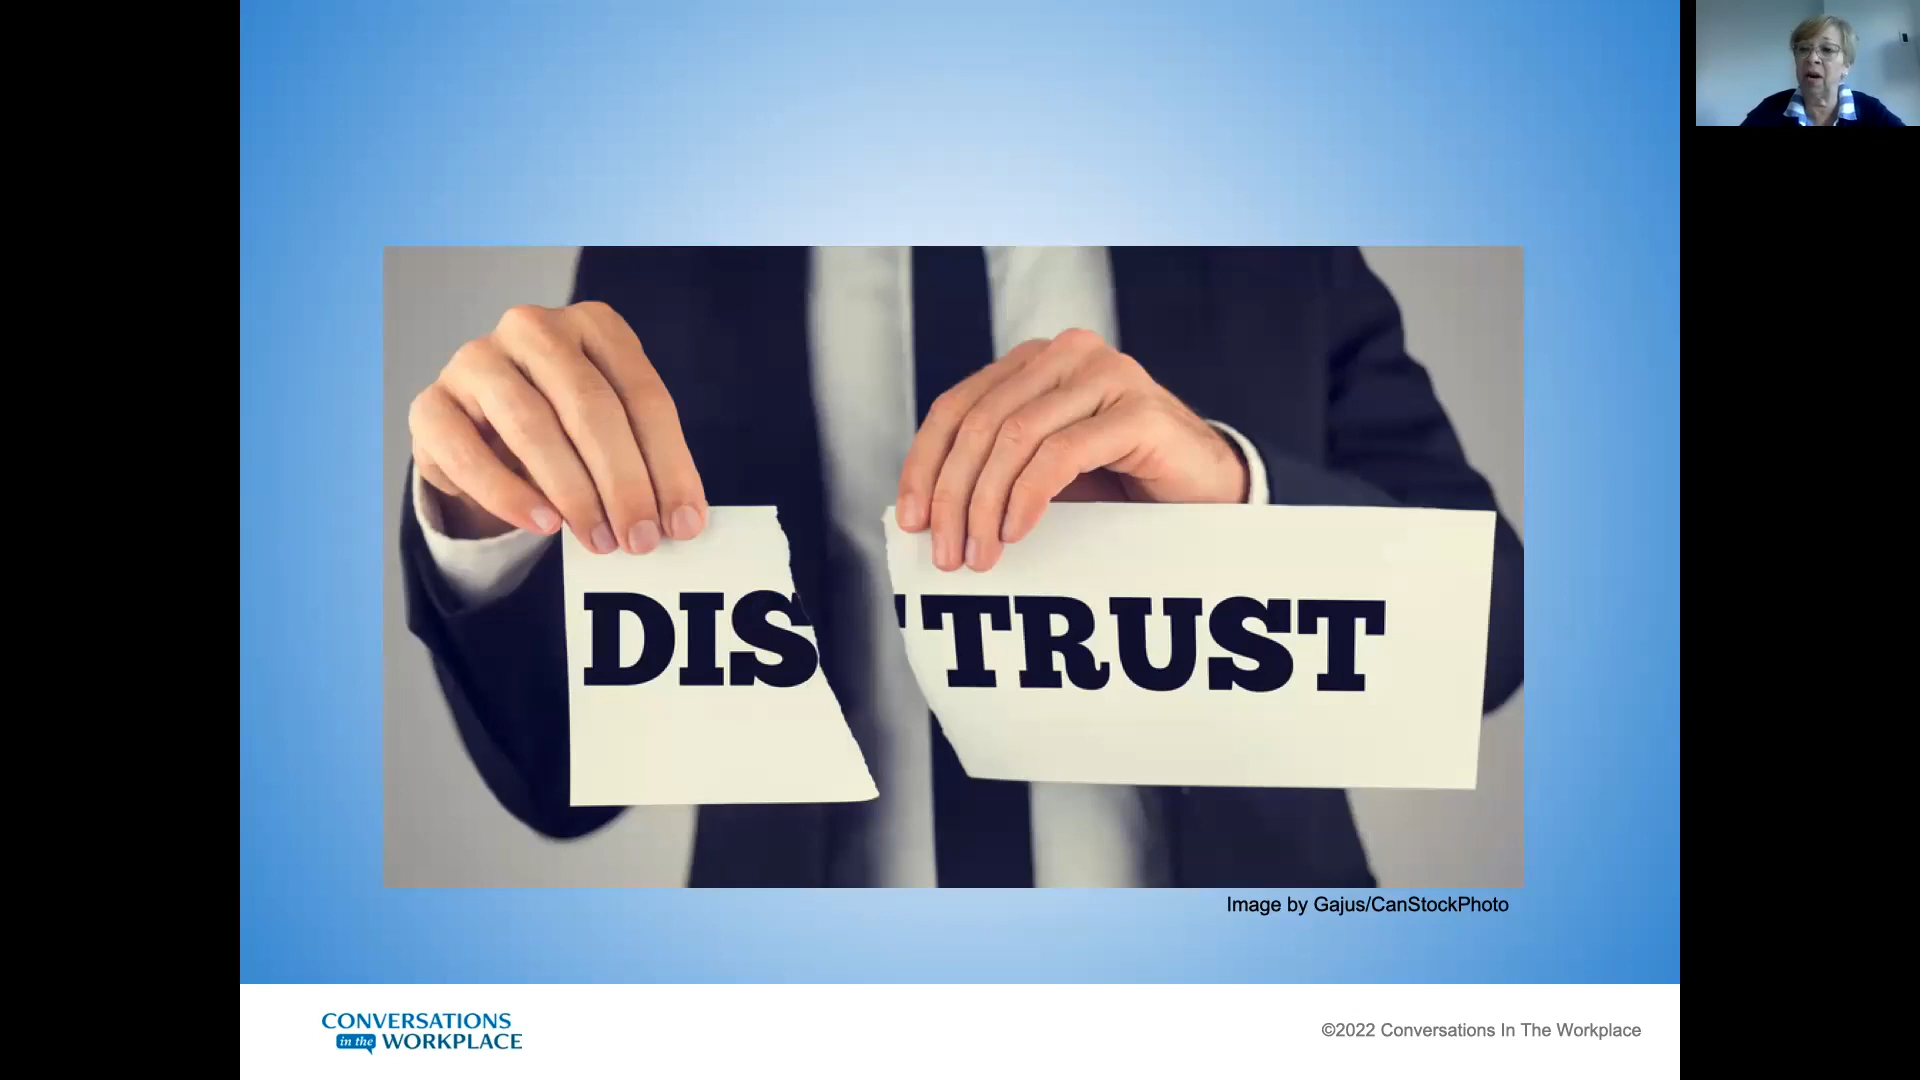 DIS TRUST
Image by Gajus/CanStockPhoto
CONVERSATIONS
in the WORKPLACE
©2022 Conversations In The Workplace